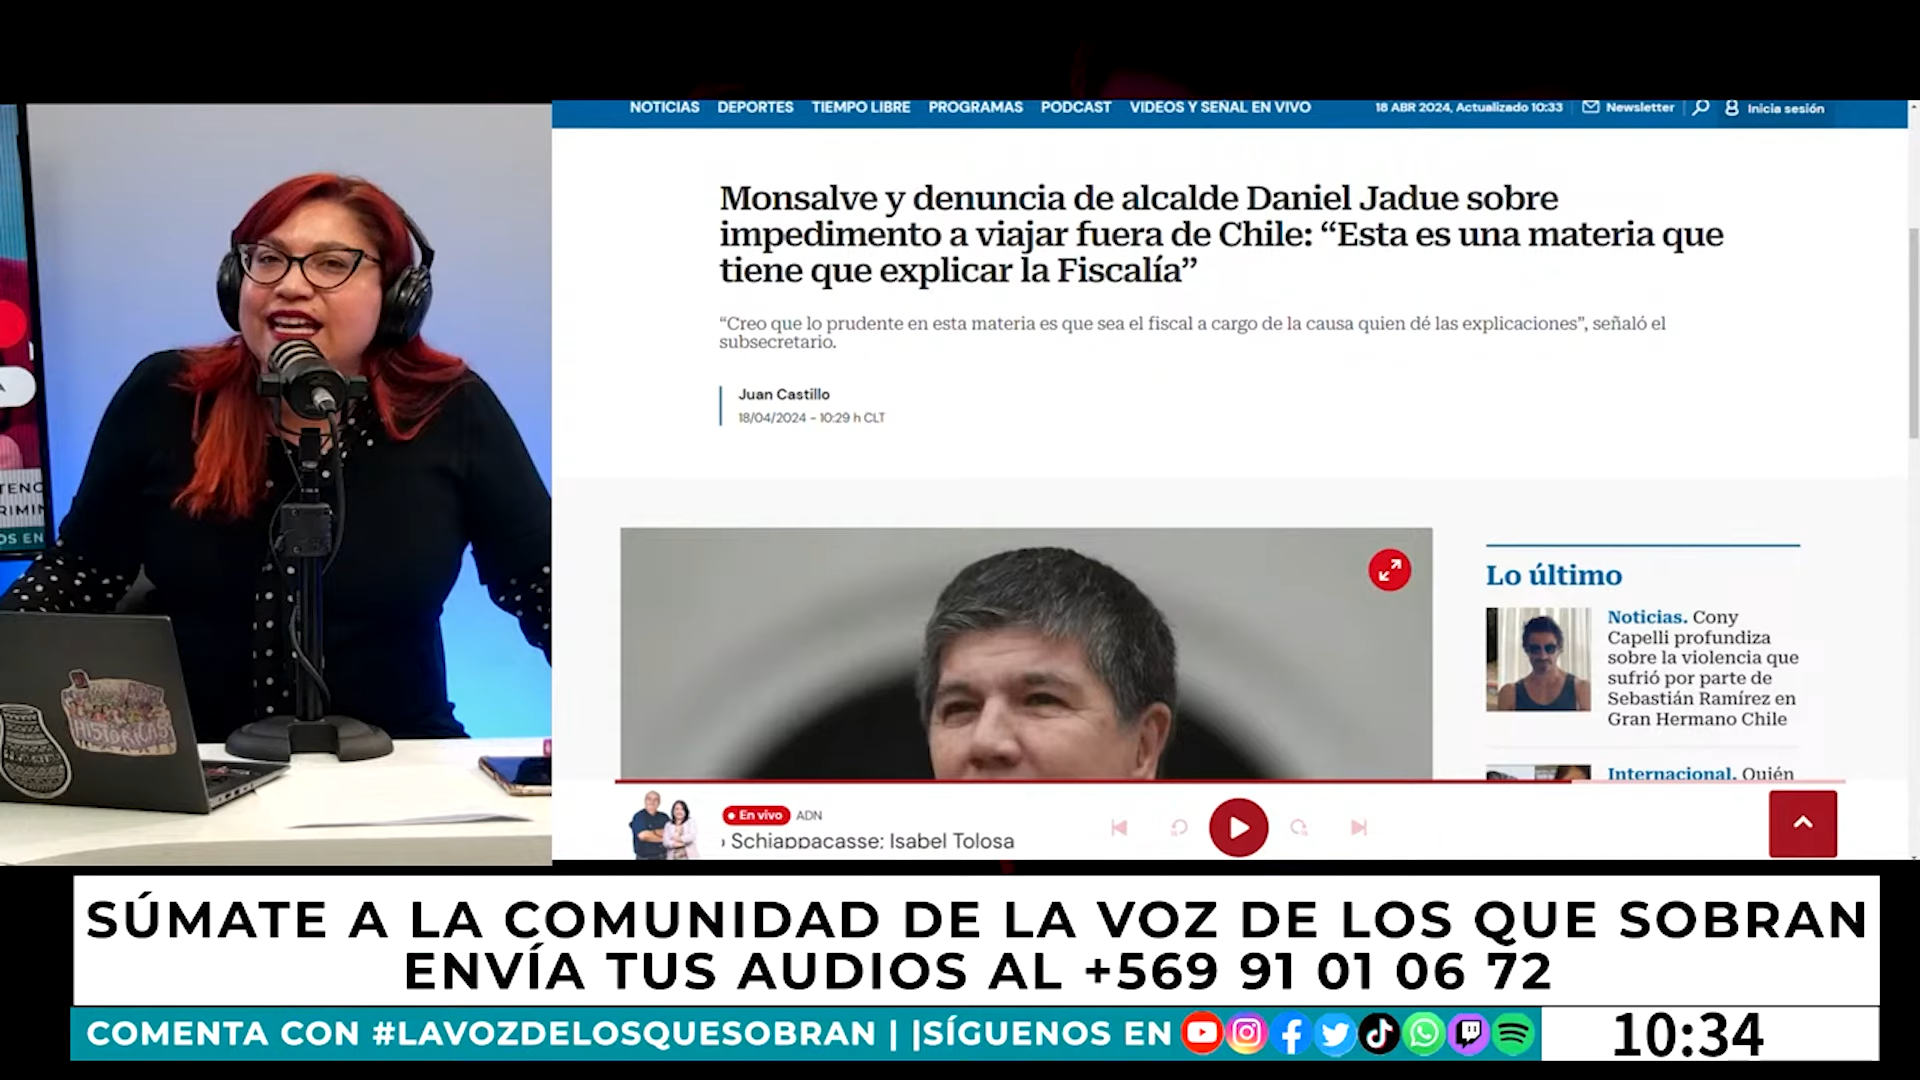 NOTICIAS DEPORTES TIEMPO LIBRE PROGRAMAS PODCAST VIDEOS Y SEÑAL EN VIVO 18 ABR 2024, Actualizado 10:33 Newsletter Inicia sesión
Monsalve y denuncia de alcalde Daniel Jadue sobre
impedimento a viajar fuera de Chile: “Esta es una materia que
tiene que explicar la Fiscalía”
“Creo que lo prudente en esta materia es que sea el fiscal a cargo de la causa quien dé las explicaciones”, señaló el
subsecretario.
Juan Castillo
18/04/2024 - 10:29 h CLT
Lo último
Noticias. Cony
Capelli profundiza
sobre la violencia que
sufrió por parte de
Sebastián Ramírez en
Gran Hermano Chile
Internacional. Quién
En vivo ADN
Schiappacasse: Isabel Tolosa
HISTÓRICAS
OS EN
SÚMATE A LA COMUNIDAD DE LA VOZ DE LOS QUE SOBRAN
ENVÍA TUS AUDIOS AL +569 91 01 06 72
COMENTA CON #LAVOZDELOSQUESOBRAN | |SÍGUENOS EN
10:34